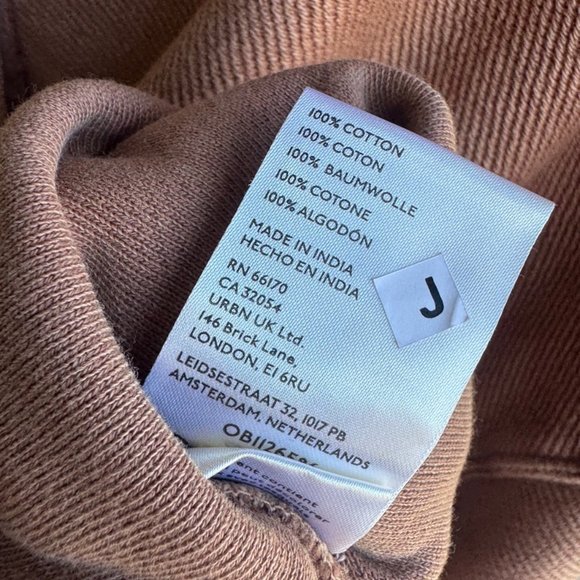 100% COTTON
100% COTON
100% BAUMWOLLE
100% COTONE
100% ALGODÓN
MADE IN INDIA
HECHO EN INDIA
RN 66170
CA 32054
URBN UK Ltd.
146 Brick Lane,
LONDON, E1 6RU
LEIDSESTRAAT 32, 1017 PB
AMSTERDAM, NETHERLANDS
J
contient